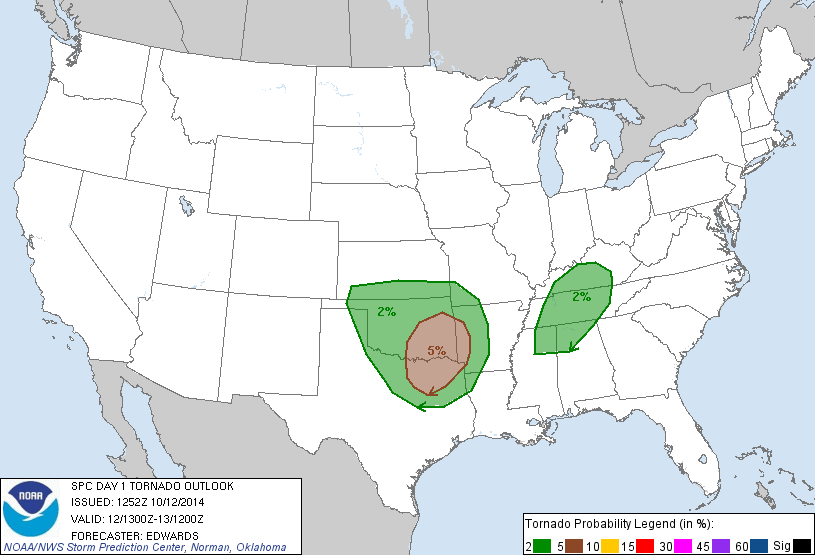 2%
5%
2%
NOAA
SPC DAY 1 TORNADO OUTLOOK
ISSUED: 1252Z 10/12/2014
VALID: 12/1300Z-13/1200Z
FORECASTER: EDWARDS
NOAA/NWS Storm Prediction Center, Norman, Oklahoma
Tornado Probability Legend (in %):
2 5 10 15 30 45 60 Sig